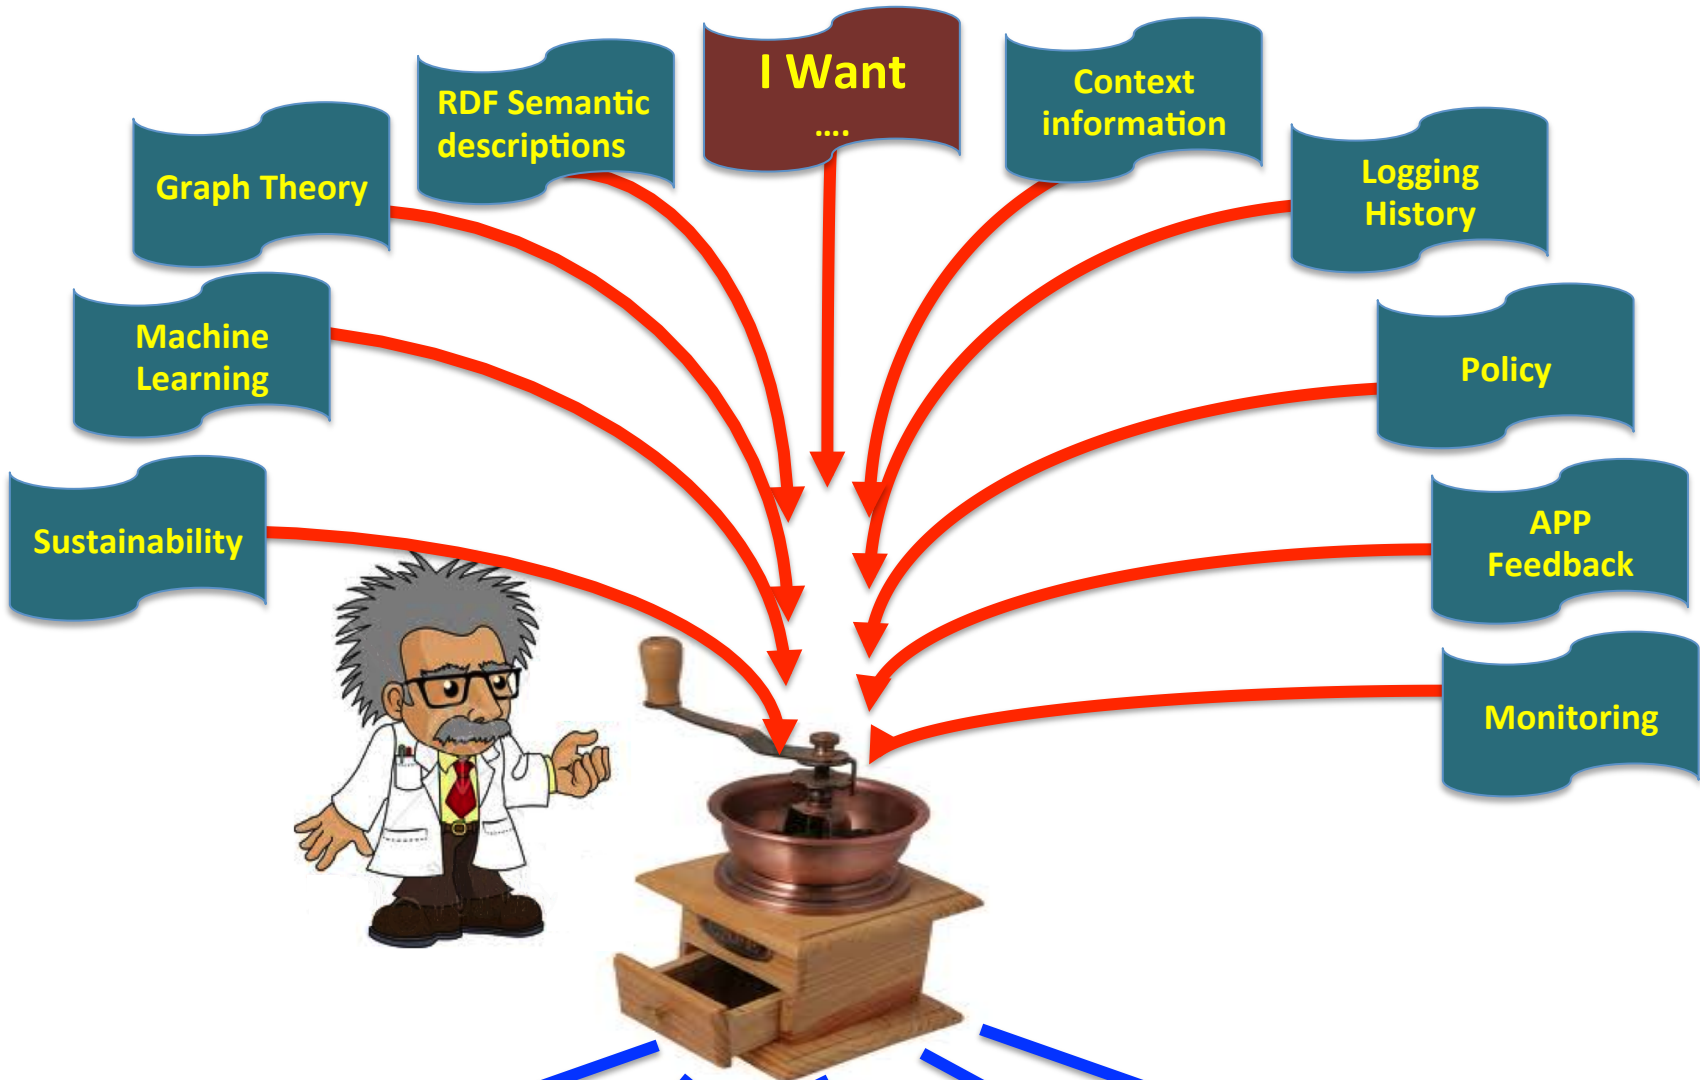 I Want
....
RDF Semantic
descriptions
Context
information
Graph Theory
Logging
History
Machine
Learning
Policy
Sustainability
APP
Feedback
Monitoring